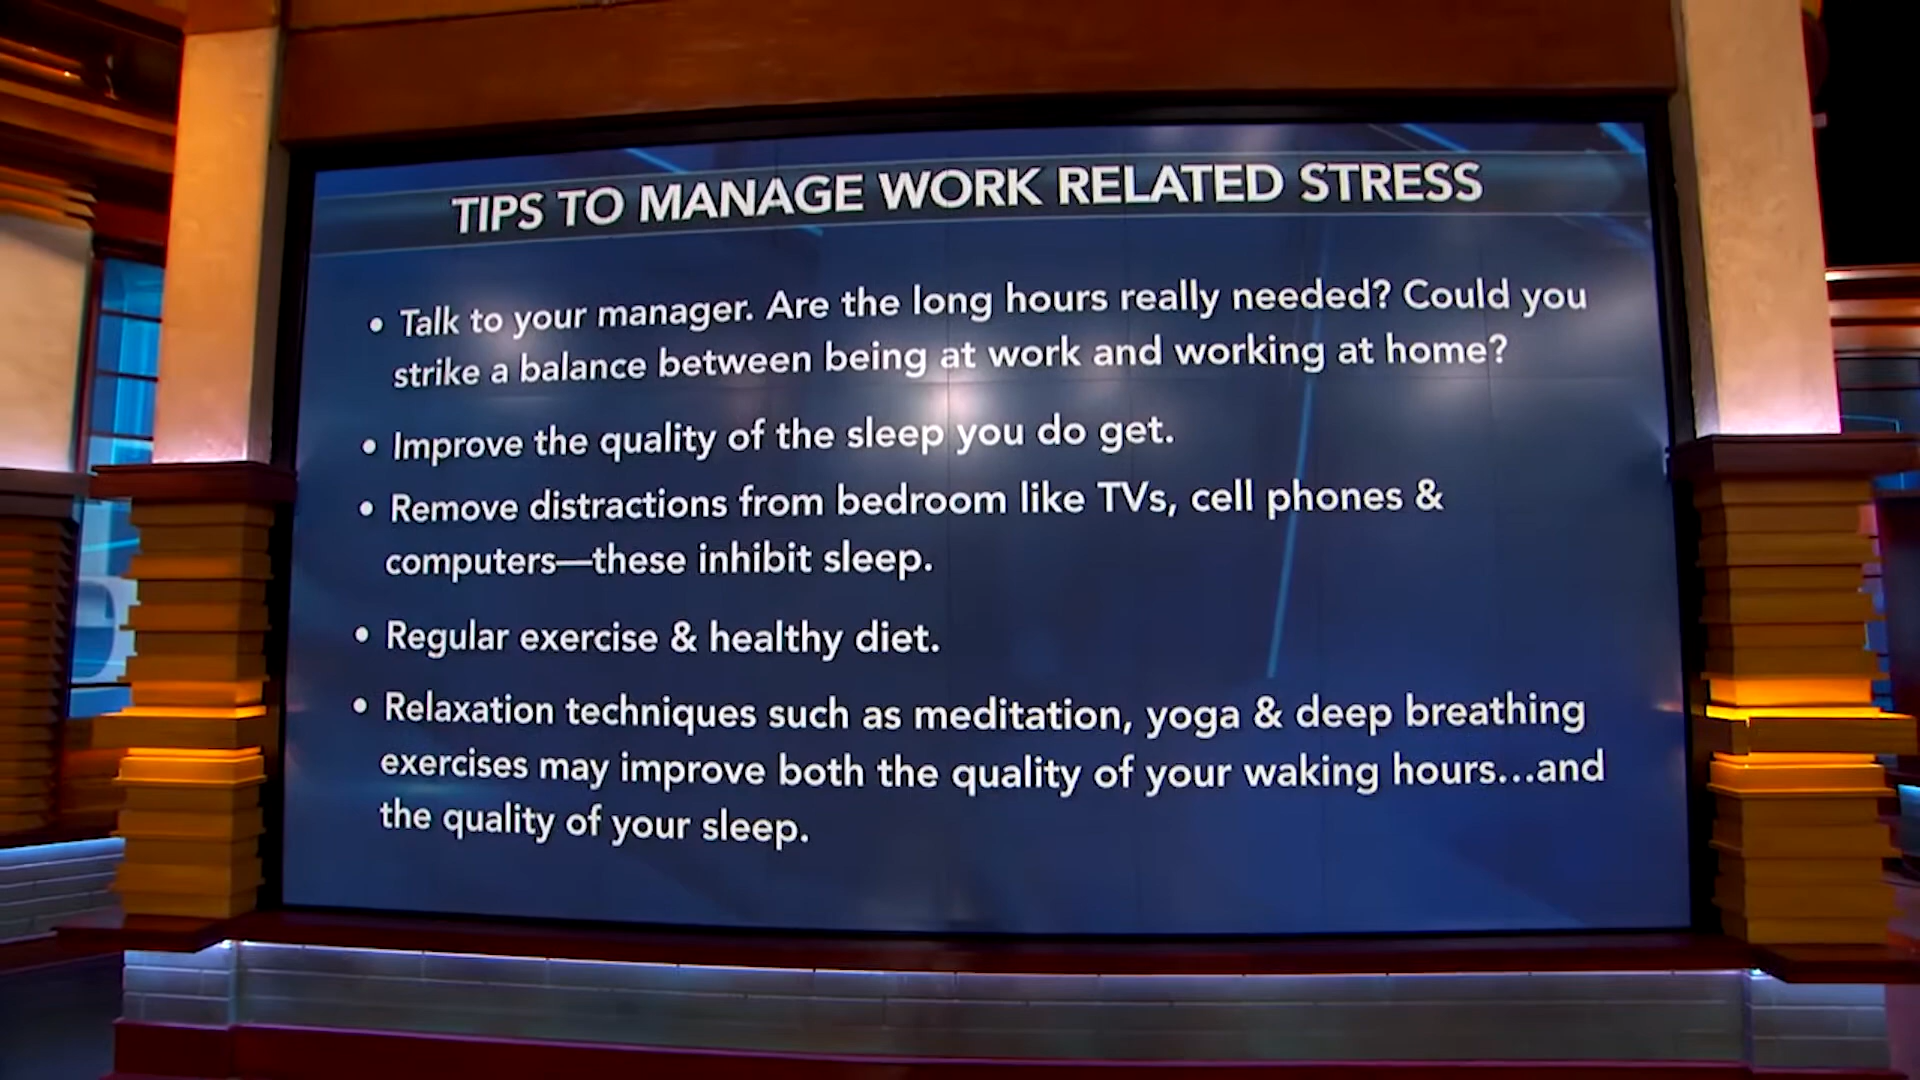 TIPS TO MANAGE WORK RELATED STRESS
• Talk to your manager. Are the long hours really needed? Could you
strike a balance between being at work and working at home?
• Improve the quality of the sleep you do get.
• Remove distractions from bedroom like TVs, cell phones &
computers—these inhibit sleep.
• Regular exercise & healthy diet.
• Relaxation techniques such as meditation, yoga & deep breathing
exercises may improve both the quality of your waking hours...and
the quality of your sleep.